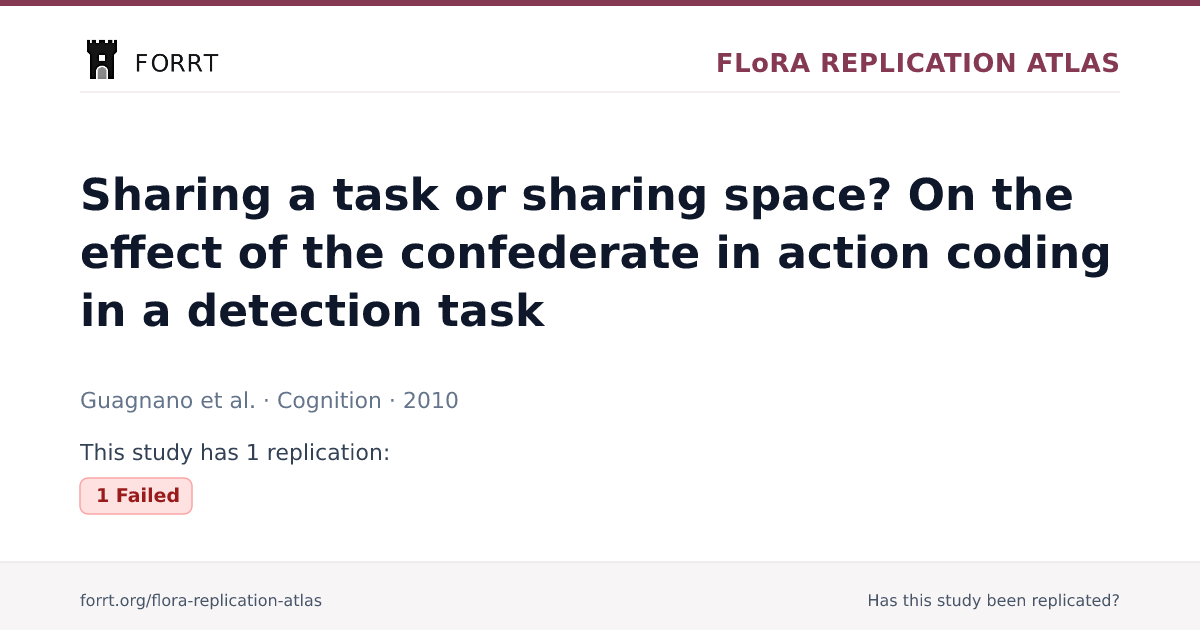 FORRT
FLoRA REPLICATION ATLAS
Sharing a task or sharing space? On the
effect of the confederate in action coding
in a detection task
Guagnano et al. · Cognition · 2010
This study has 1 replication:
1 Failed
forrt.org/flora-replication-atlas
Has this study been replicated?